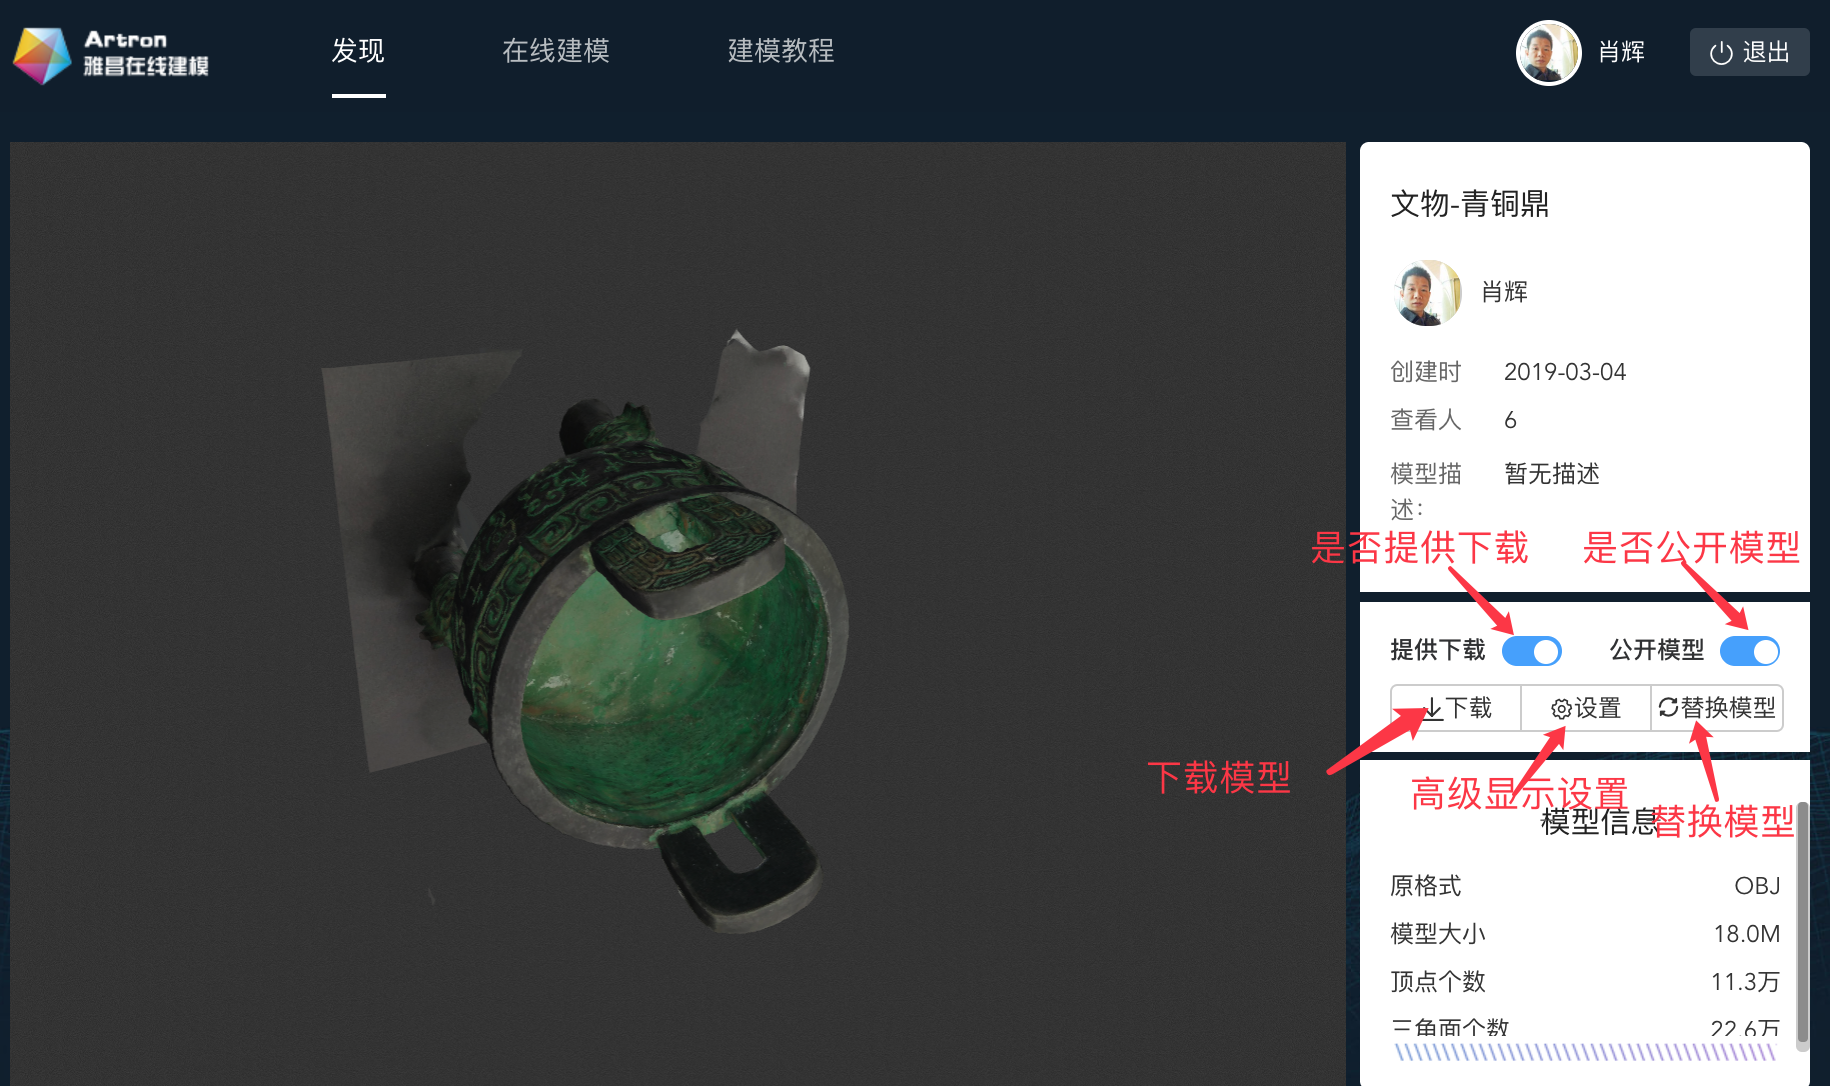 Artron
雅昌在线建模
发现
在线建模
建模教程
肖辉
退出
文物-青铜鼎
肖辉
创建时 2019-03-04
查看人 6
模型描述: 暂无描述
是否提供下载
是否公开模型
提供下载
公开模型
下载
设置
替换模型
下载模型
高级显示设置
替换模型
模型信息
原格式 OBJ
模型大小 18.0M
顶点个数 11.3万
三角面个数 22.6万